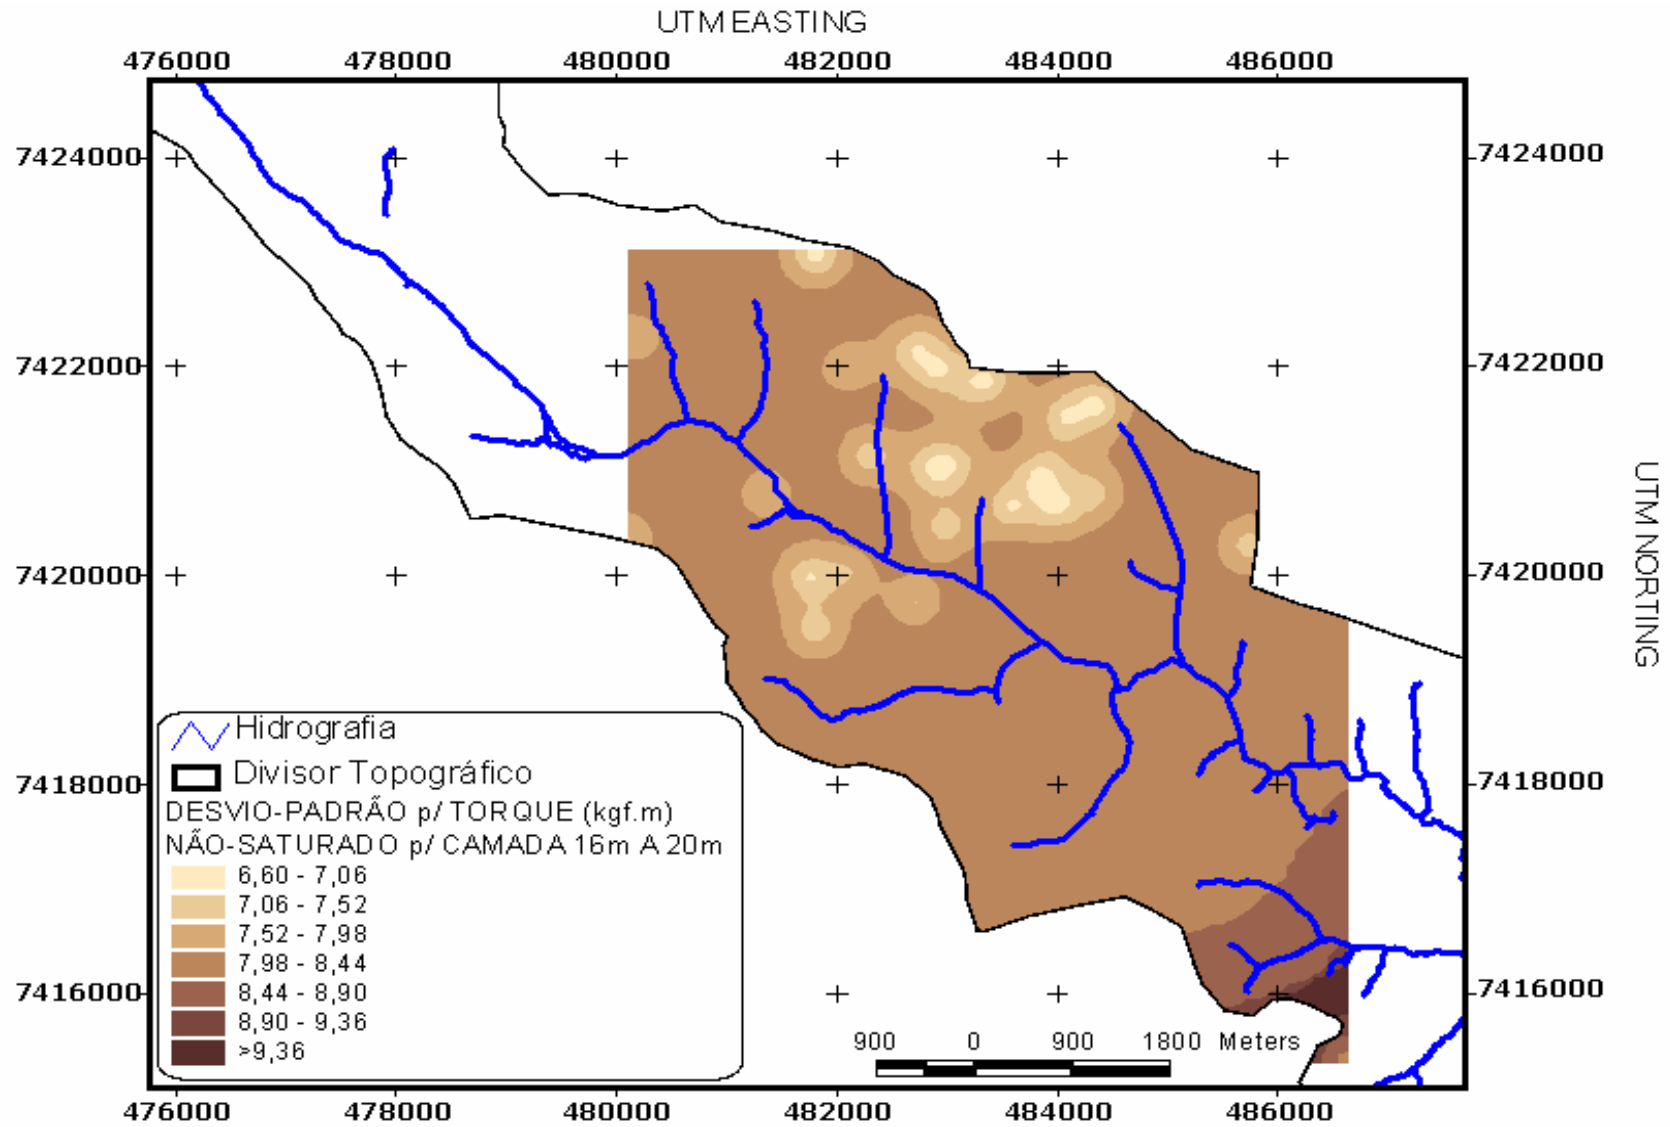 UTM EASTING
476000 478000 480000 482000 484000 486000
7424000 7424000
7422000 7422000
7420000 7420000
7418000 7418000
7416000 7416000
UTM NORTING
Hidrografia
Divisor Topográfico
DESVIO-PADRÃO p/ TORQUE (kgf.m)
NÃO-SATURADO p/ CAMADA 16m A 20m
6,60 - 7,06
7,06 - 7,52
7,52 - 7,98
7,98 - 8,44
8,44 - 8,90
8,90 - 9,36
>9,36
900 0 900 1800 Meters
476000 478000 480000 482000 484000 486000